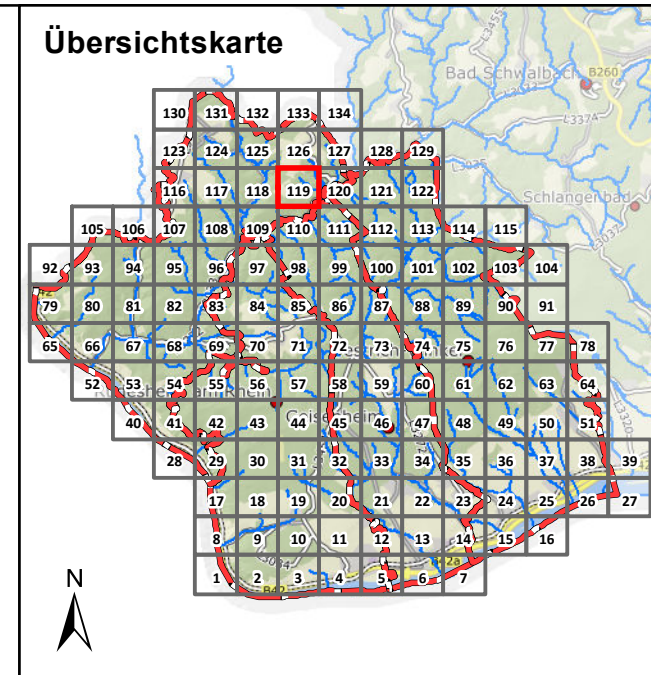 Übersichtskarte
L3455
Bad Schwalbach
B260
130 131 132 133 134
L3374
123 124 125 126 127 128 129
L3035
116 117 118 119 120 121 122
Schlangenbad
L3037
105 106 107 108 109 110 111 112 113 114 115
92 93 94 95 96 97 98 99 100 101 102 103 104
79 80 81 82 83 84 85 86 87 88 89 90 91
65 66 67 68 69 70 71 72 73 74 75 76 77 78
52 53 54 55 56 57 58 59 60 61 62 63 64
L3320
40 41 42 43 44 45 46 47 48 49 50 51
Geisenheim
28 29 30 31 32 33 34 35 36 37 38 39
17 18 19 20 21 22 23 24 25 26 27
8 9 10 11 12 13 14 15 16
L3034
B42a
1 2 3 4 5 6 7
B42
N